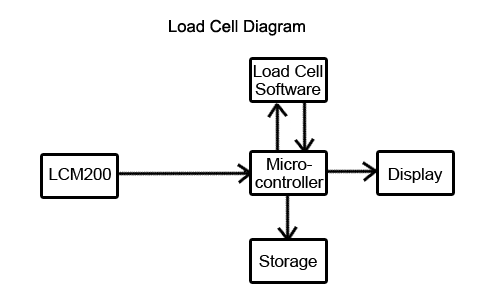 Load Cell Diagram
Load Cell
Software
LCM200
Micro-
controller
Display
Storage